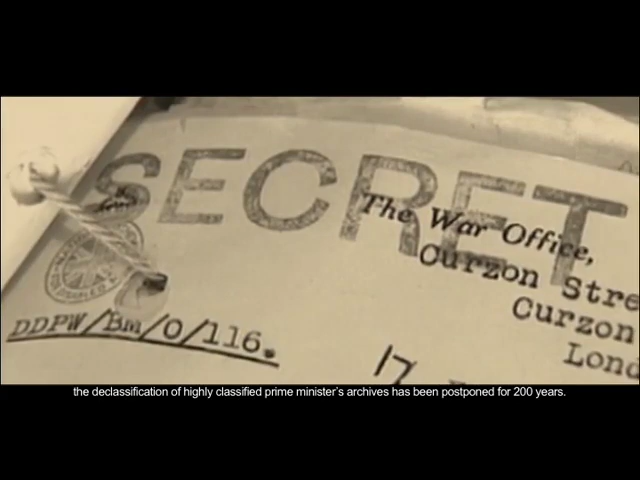 SECRET
The War Office,
Curzon Stre
Curzon
Lond
DDPW/BM/O/116.
17
the declassification of highly classified prime minister's archives has been postponed for 200 years.